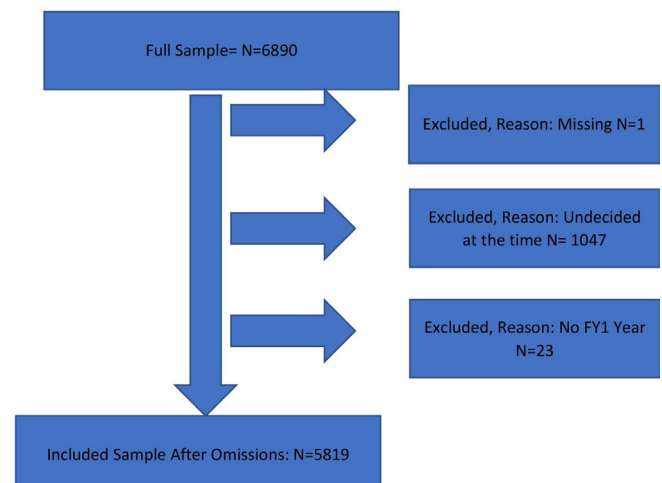 Full Sample= N=6890
Excluded, Reason: Missing N=1
Excluded, Reason: Undecided
at the time N= 1047
Excluded, Reason: No FY1 Year
N=23
Included Sample After Omissions: N=5819